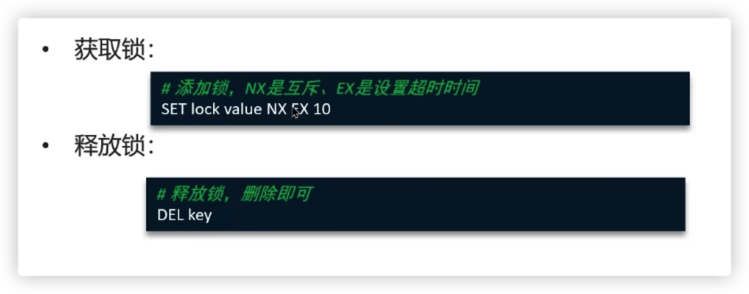 • 获取锁：
# 添加锁，NX是互斥、EX是设置超时时间
SET lock value NX EX 10
• 释放锁：
# 释放锁，删除即可
DEL key